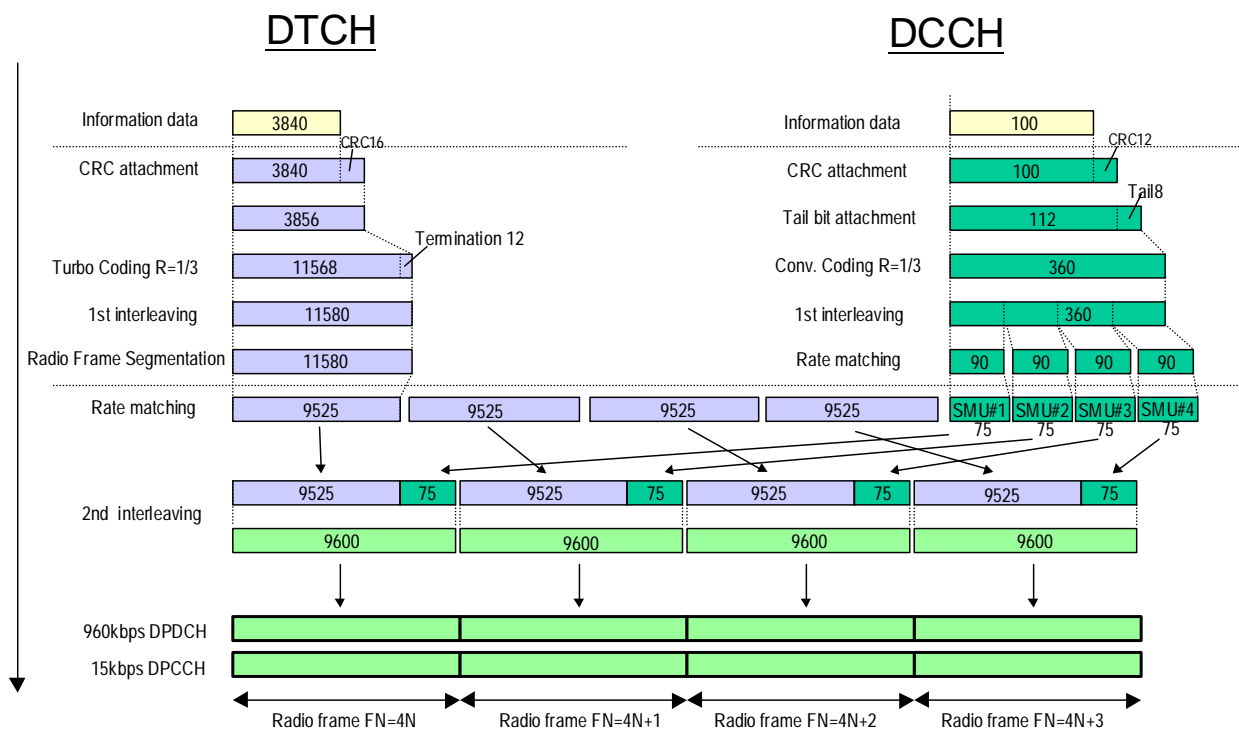 DTCH
DCCH
Information data
3840
Information data
100
CRC16
CRC12
CRC attachment
3840
CRC attachment
100
Tail8
3856
Tail bit attachment
112
Termination 12
Turbo Coding R=1/3
11568
Conv. Coding R=1/3
360
1st interleaving
11580
1st interleaving
360
Radio Frame Segmentation
11580
Rate matching
90
90
90
90
Rate matching
9525
9525
9525
9525
SMU#1
SMU#2
SMU#3
SMU#4
75
75
75
75
2nd interleaving
9525
75
9525
75
9525
75
9525
75
9600
9600
9600
9600
960kbps DPDCH
15kbps DPCCH
Radio frame FN=4N
Radio frame FN=4N+1
Radio frame FN=4N+2
Radio frame FN=4N+3